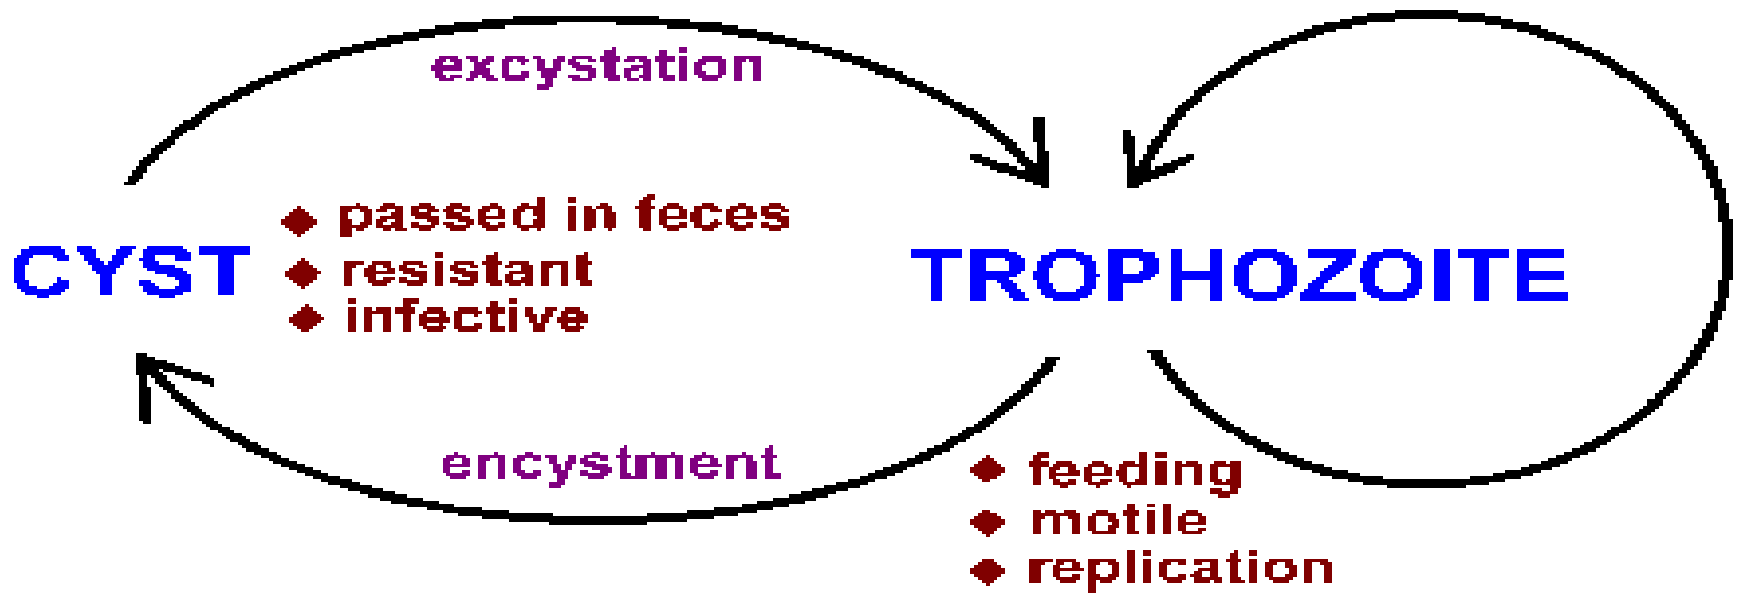 excystation
◆ passed in feces
CYST ◆ resistant TROPHOZOITE
◆ infective
encystment
◆ feeding
◆ motile
◆ replication